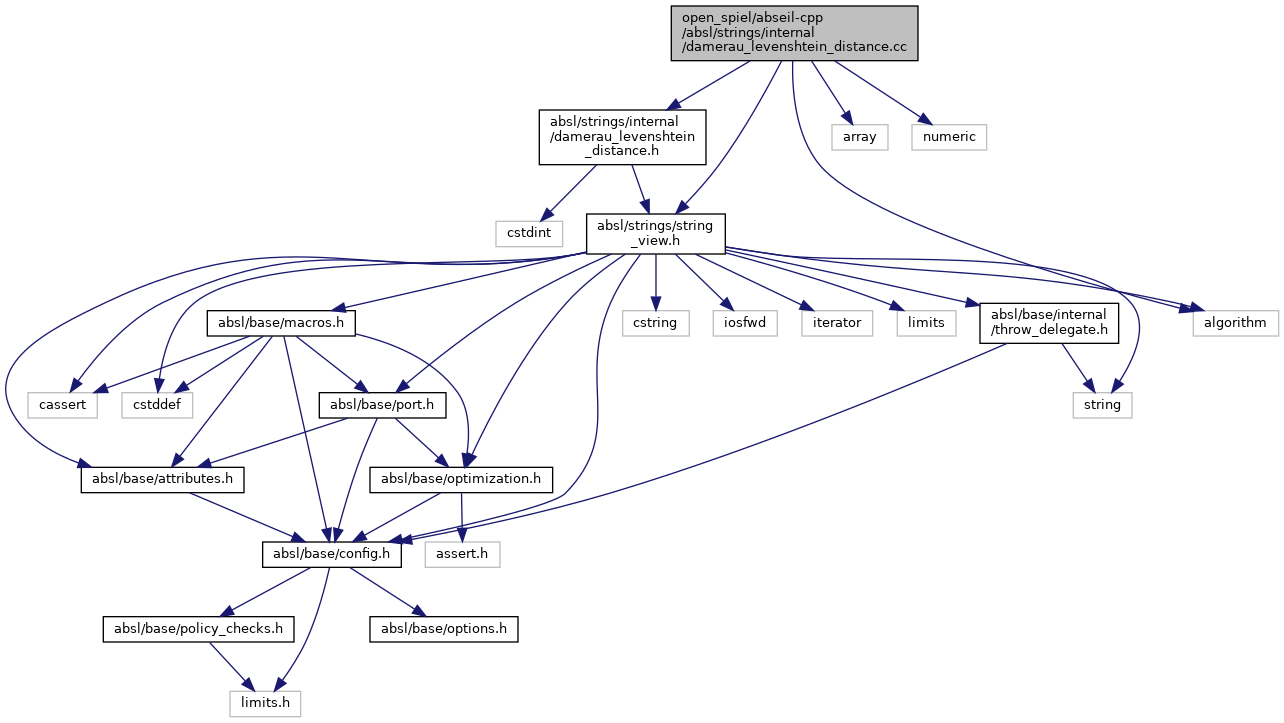 open_spiel/abseil-cpp
/absl/strings/internal
/damerau_levenshtein_distance.cc
absl/strings/internal
/damerau_levenshtein
_distance.h
array
numeric
cstdint
absl/strings/string
_view.h
absl/base/macros.h
cstring
iosfwd
iterator
limits
absl/base/internal
/throw_delegate.h
algorithm
cassert
cstddef
absl/base/port.h
string
absl/base/attributes.h
absl/base/optimization.h
absl/base/config.h
assert.h
absl/base/policy_checks.h
absl/base/options.h
limits.h